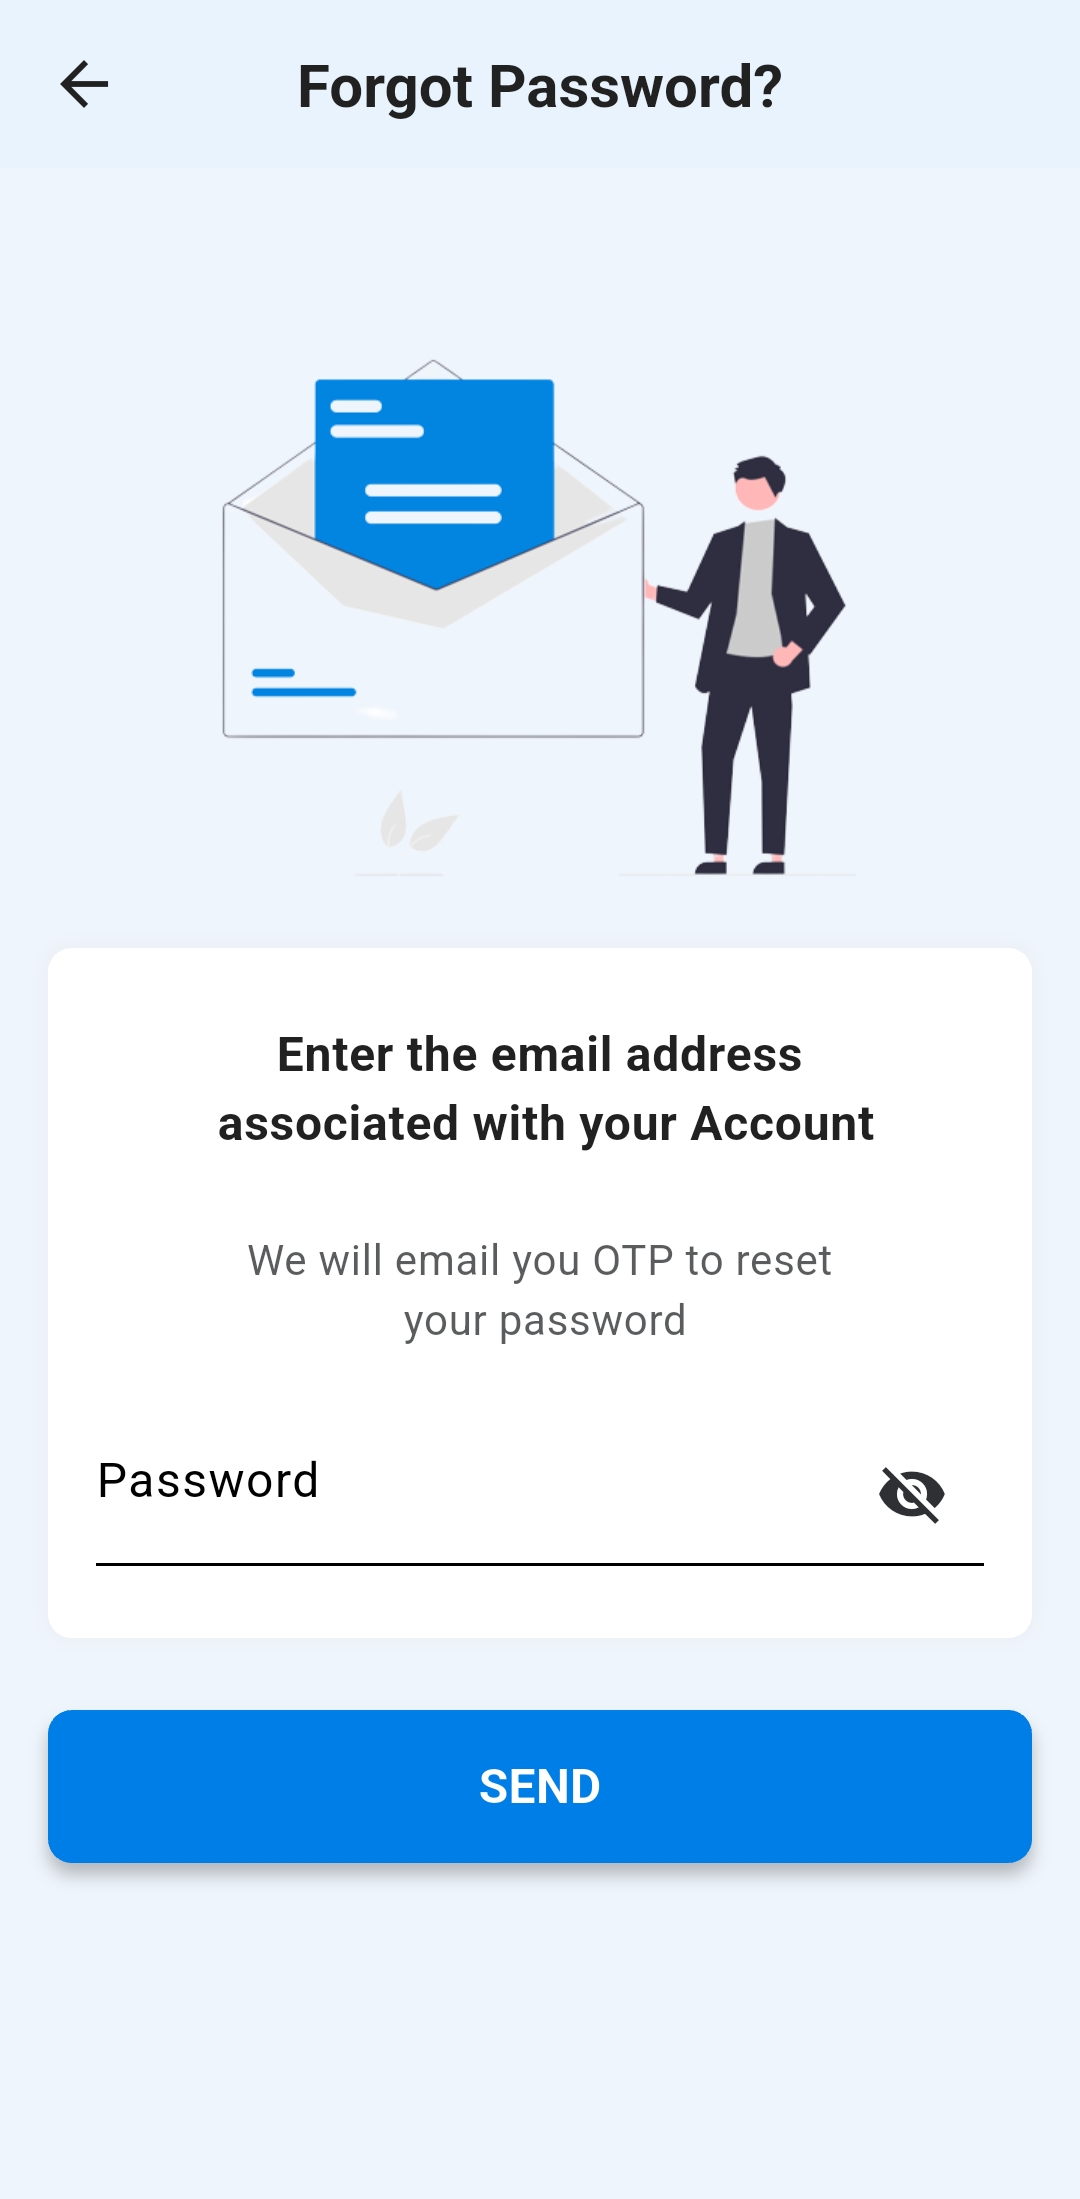 Forgot Password?
Enter the email address
associated with your Account
We will email you OTP to reset
your password
Password
SEND